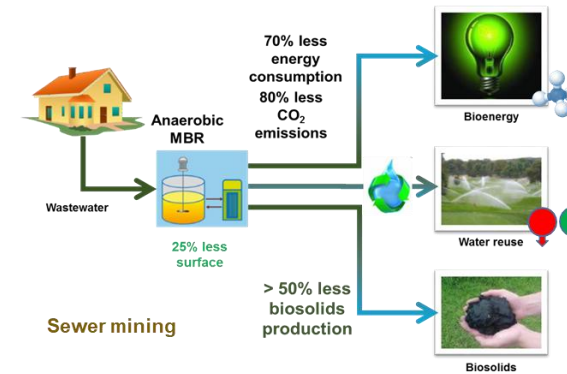 70% less
energy
consumption
80% less
CO₂
emissions
Bioenergy
Anaerobic
MBR
Wastewater
25% less
surface
Water reuse
> 50% less
biosolids
production
Sewer mining
Biosolids